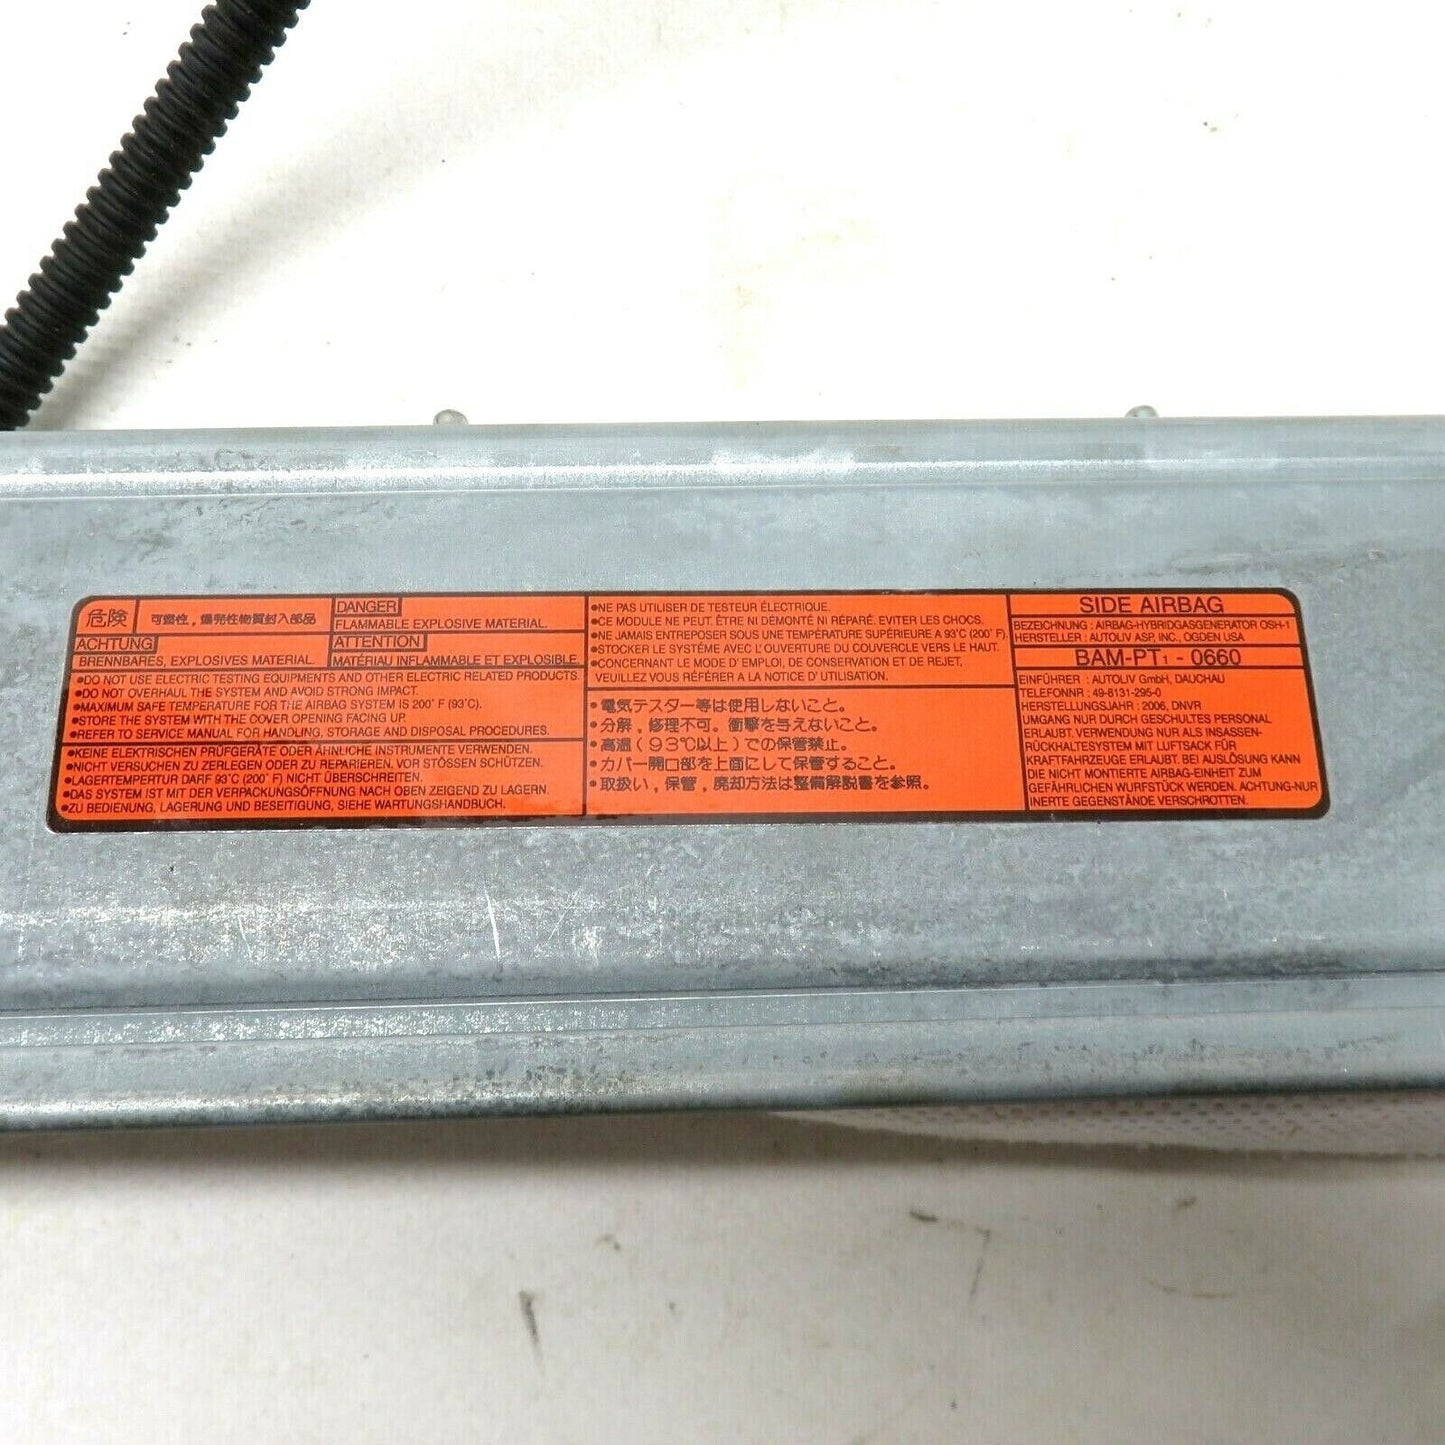 危険
可燃性,爆発性物質封入部品
DANGER
FLAMMABLE EXPLOSIVE MATERIAL.
ACHTUNG
BRENNBARES, EXPLOSIVES MATERIAL.
ATTENTION
MATÉRIAU INFLAMMABLE ET EXPLOSIF.
•DO NOT USE ELECTRIC TESTING EQUIPMENTS AND OTHER ELECTRIC RELATED PRODUCTS.
•DO NOT OVERHAUL THE SYSTEM AND AVOID STRONG IMPACT.
•MAXIMUM SAFE TEMPERATURE FOR THE AIRBAG SYSTEM IS 200°F (93°C).
•STORE THE SYSTEM WITH THE COVER OPENING FACING UP.
•REFER TO SERVICE MANUAL FOR HANDLING, STORAGE AND DISPOSAL PROCEDURES.
•KEINE ELEKTRISCHEN PRÜFGERÄTE ODER ÄHNLICHE INSTRUMENTE VERWENDEN.
•NICHT VERSUCHEN ZU ZERLEGEN ODER ZU REPARIEREN. VOR STÖSSEN SCHÜTZEN.
•LAGERTEMPERTUR DARF 93°C (200°F) NICHT ÜBERSCHREITEN.
•DAS SYSTEM IST MIT DER VERPACKUNGSÖFFNUNG NACH OBEN ZEIGEND ZU LAGERN.
•ZU BEDIENUNG, LAGERUNG UND BESEITIGUNG, SIEHE WARTUNGSHANDBUCH.
•NE PAS UTILISER DE TESTEUR ÉLECTRIQUE.
•CE MODULE NE PEUT. ÊTRE NI DÉMONTÉ NI RÉPARÉ. EVITER LES CHOCS.
•NE JAMAIS ENTREPOSER SOUS UNE TEMPÉRATURE SUPÉRIEURE A 93°C (200°F).
•STOCKER LE SYSTÉME AVEC L'OUVERTURE DU COUVERCLE VERS LE HAUT.
•CONCERNANT LE MODE D'EMPLOI, DE CONSERVATION ET DE REJET,
VEUILLEZ VOUS RÉFÉRER A LA NOTICE D'UTILISATION.
・電気テスター等は使用しないこと。
・分解,修理不可。衝撃を与えないこと。
・高温(93℃以上)での保管禁止。
・カバー開口部を上面にして保管すること。
・取扱い,保管,廃却方法は整備解説書を参照。
SIDE AIRBAG
BEZEICHNUNG : AIRBAG-HYBRIDGASGENERATOR OSH-1
HERSTELLER : AUTOLIV ASP, INC., OGDEN USA
BAM-PT1 - 0660
EINFÜHRER : AUTOLIV GmbH, DACHAU
TELEFONNR : 49-8131-295-0
HERSTELLUNGSJAHR : 2006, DNVR
UMGANG NUR DURCH GESCHULTES PERSONAL
ERLAUBT. VERWENDUNG NUR ALS INSASSEN-
RÜCKHALTESYSTEM MIT LUFTSACK FÜR
KRAFTFAHRZEUGE ERLAUBT. BEI AUSLÖSUNG KANN
DIE NICHT MONTIERTE AIRBAG-EINHEIT ZUM
GEFÄHRLICHEN WURFSTÜCK WERDEN. ACHTUNG-NUR
INERTE GEGENSTÄNDE VERSCHROTTEN.